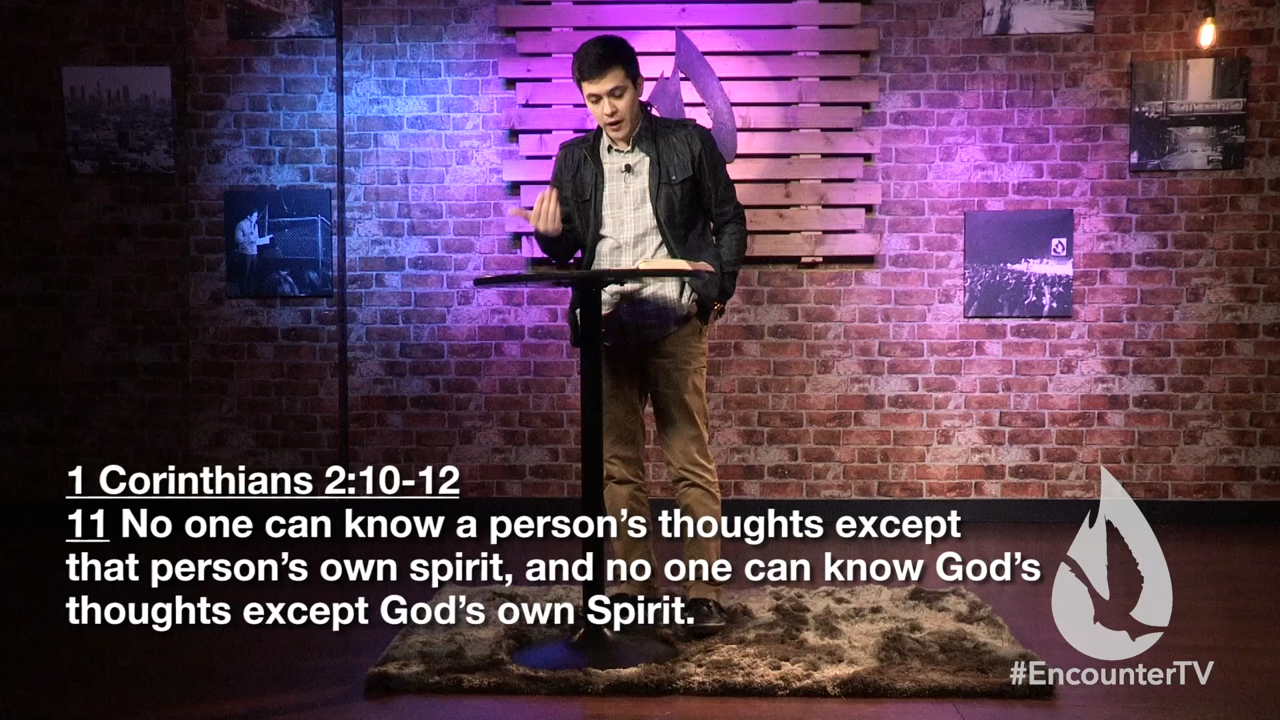 1 Corinthians 2:10-12
11 No one can know a person’s thoughts except
that person’s own spirit, and no one can know God’s
thoughts except God’s own Spirit.
#EncounterTV